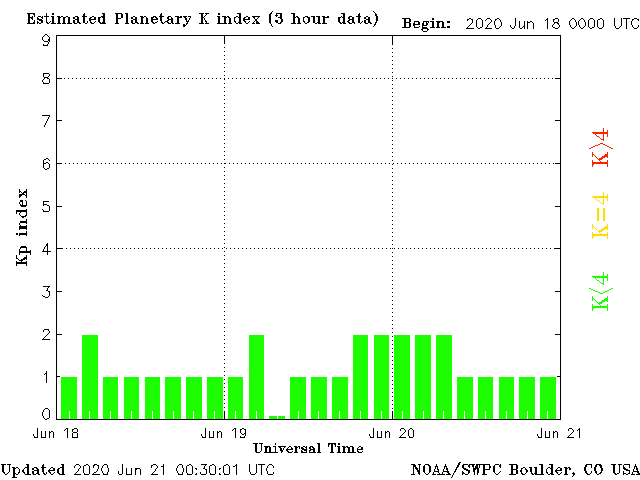 Estimated Planetary K index (3 hour data)
Begin: 2020 Jun 18 0000 UTC
9
8
7
6
5
4
3
2
1
0
Kp index
Jun 18
Jun 19
Jun 20
Jun 21
Universal Time
K>4
K=4
K<4
Updated 2020 Jun 21 00:30:01 UTC
NOAA/SWPC Boulder, CO USA